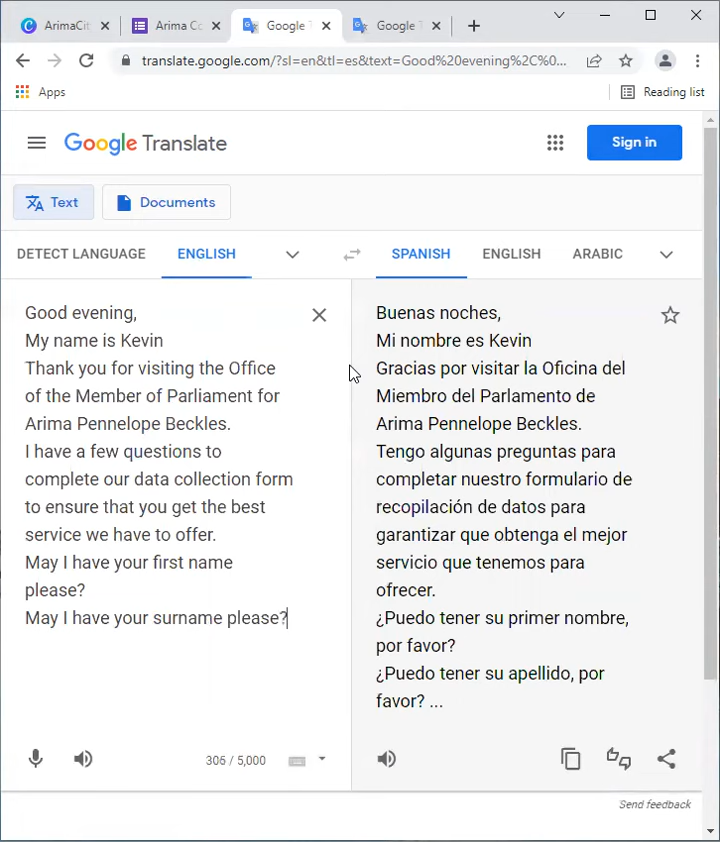 ArimaCit
Arima Co
Google T
Google T
translate.google.com/?sl=en&tl=es&text=Good%20evening%2C%0...
Apps
Reading list
Google Translate
Sign in
Text
Documents
DETECT LANGUAGE
ENGLISH
SPANISH
ENGLISH
ARABIC
Good evening,
My name is Kevin
Thank you for visiting the Office
of the Member of Parliament for
Arima Pennelope Beckles.
I have a few questions to
complete our data collection form
to ensure that you get the best
service we have to offer.
May I have your first name
please?
May I have your surname please?
306 / 5,000
Buenas noches,
Mi nombre es Kevin
Gracias por visitar la Oficina del
Miembro del Parlamento de
Arima Pennelope Beckles.
Tengo algunas preguntas para
completar nuestro formulario de
recopilación de datos para
garantizar que obtenga el mejor
servicio que tenemos para
ofrecer.
¿Puedo tener su primer nombre,
por favor?
¿Puedo tener su apellido, por
favor? ...
Send feedback